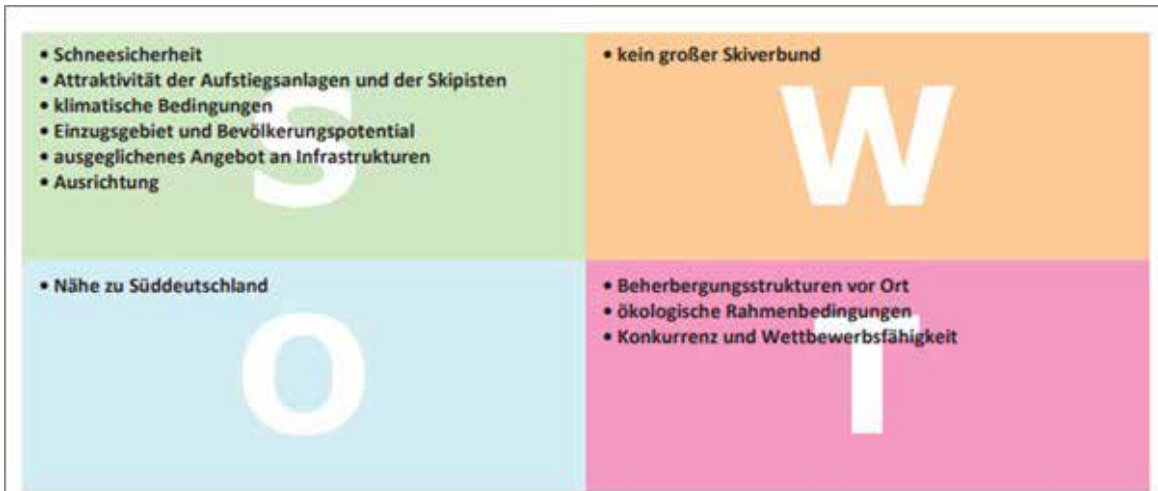 • Schneesicherheit
• Attraktivität der Aufstiegsanlagen und der Skipisten
• klimatische Bedingungen
• Einzugsgebiet und Bevölkerungspotential
• ausgeglichenes Angebot an Infrastrukturen
• Ausrichtung
S
• kein großer Skiverbund
W
• Nähe zu Süddeutschland
O
• Beherbergungsstrukturen vor Ort
• ökologische Rahmenbedingungen
• Konkurrenz und Wettbewerbsfähigkeit
T